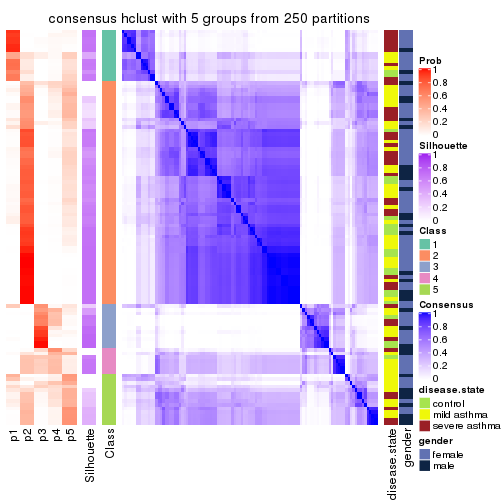 consensus hclust with 5 groups from 250 partitions
p1
p2
p3
p4
p5
Silhouette
Class
disease.state
gender
Prob
1
0.8
0.6
0.4
0.2
0
Silhouette
1
0.8
0.6
0.4
0.2
0
Class
1
2
3
4
5
Consensus
1
0.8
0.6
0.4
0.2
0
disease.state
control
mild asthma
severe asthma
gender
female
male